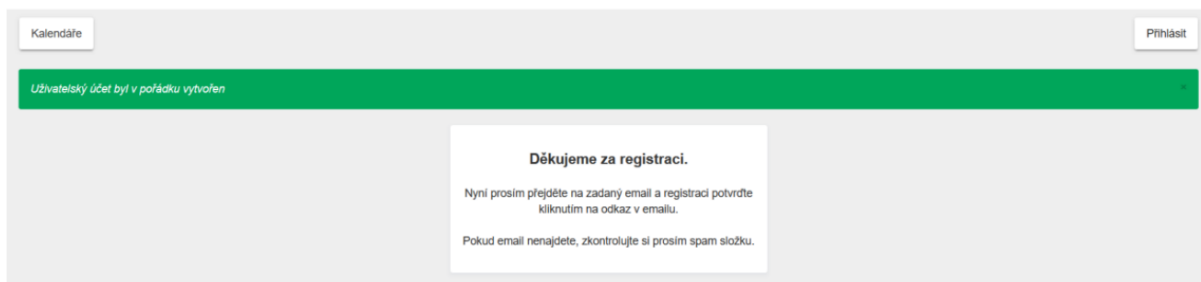 Kalendáře
Přihlásit
Uživatelský účet byl v pořádku vytvořen
×
Děkujeme za registraci.
Nyní prosím přejděte na zadaný email a registraci potvrďte
kliknutím na odkaz v emailu.
Pokud email nenajdete, zkontrolujte si prosím spam složku.